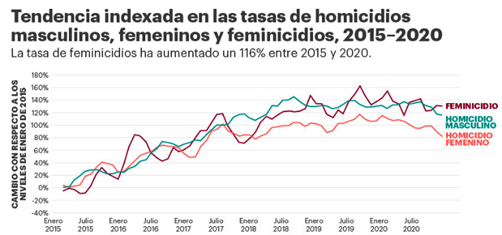 Tendencia indexada en las tasas de homicidios
masculinos, femeninos y feminicidios, 2015–2020
La tasa de feminicidios ha aumentado un 116% entre 2015 y 2020.
CAMBIO CON RESPECTO A LOS
NIVELES DE ENERO DE 2015
180%
160%
140%
120%
100%
80%
60%
40%
20%
0%
-20%
-40%
FEMINICIDIO
HOMICIDIO
MASCULINO
HOMICIDIO
FEMENINO
Enero Julio Enero Julio Enero Julio Enero Julio Enero Julio Enero Julio
2015 2015 2016 2016 2017 2017 2018 2018 2019 2019 2020 2020